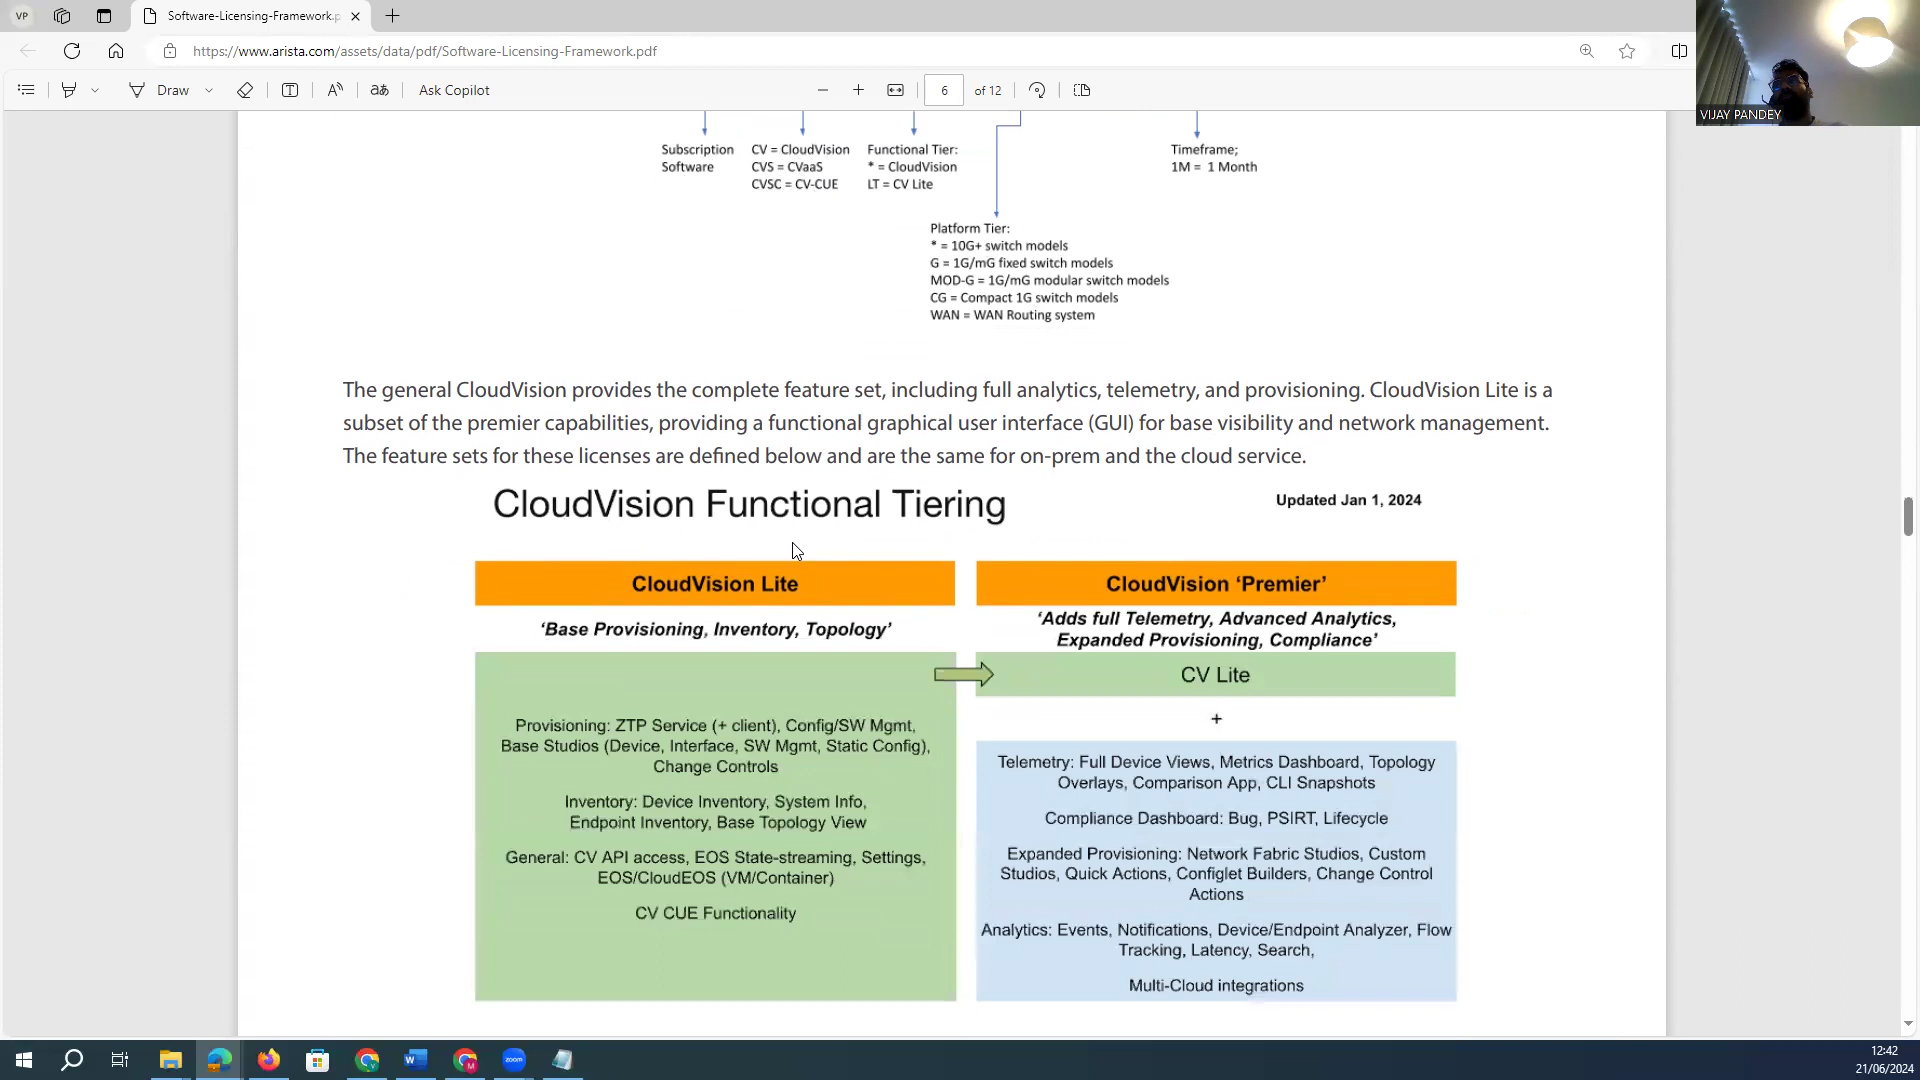 VP
Software-Licensing-Framework.p
https://www.arista.com/assets/data/pdf/Software-Licensing-Framework.pdf
Draw
Ask Copilot
6
of 12
VIJAY PANDEY
Subscription
Software
CV = CloudVision
CVS = CVaaS
CVSC = CV-CUE
Functional Tier:
* = CloudVision
LT = CV Lite
Timeframe;
1M = 1 Month
Platform Tier:
* = 10G+ switch models
G = 1G/mG fixed switch models
MOD-G = 1G/mG modular switch models
CG = Compact 1G switch models
WAN = WAN Routing system
The general CloudVision provides the complete feature set, including full analytics, telemetry, and provisioning. CloudVision Lite is a
subset of the premier capabilities, providing a functional graphical user interface (GUI) for base visibility and network management.
The feature sets for these licenses are defined below and are the same for on-prem and the cloud service.
CloudVision Functional Tiering
Updated Jan 1, 2024
CloudVision Lite
‘Base Provisioning, Inventory, Topology’
Provisioning: ZTP Service (+ client), Config/SW Mgmt,
Base Studios (Device, Interface, SW Mgmt, Static Config),
Change Controls
Inventory: Device Inventory, System Info,
Endpoint Inventory, Base Topology View
General: CV API access, EOS State-streaming, Settings,
EOS/CloudEOS (VM/Container)
CV CUE Functionality
CloudVision ‘Premier’
‘Adds full Telemetry, Advanced Analytics,
Expanded Provisioning, Compliance’
CV Lite
+
Telemetry: Full Device Views, Metrics Dashboard, Topology
Overlays, Comparison App, CLI Snapshots
Compliance Dashboard: Bug, PSIRT, Lifecycle
Expanded Provisioning: Network Fabric Studios, Custom
Studios, Quick Actions, Configlet Builders, Change Control
Actions
Analytics: Events, Notifications, Device/Endpoint Analyzer, Flow
Tracking, Latency, Search,
Multi-Cloud integrations
zoom
12:42
21/06/2024